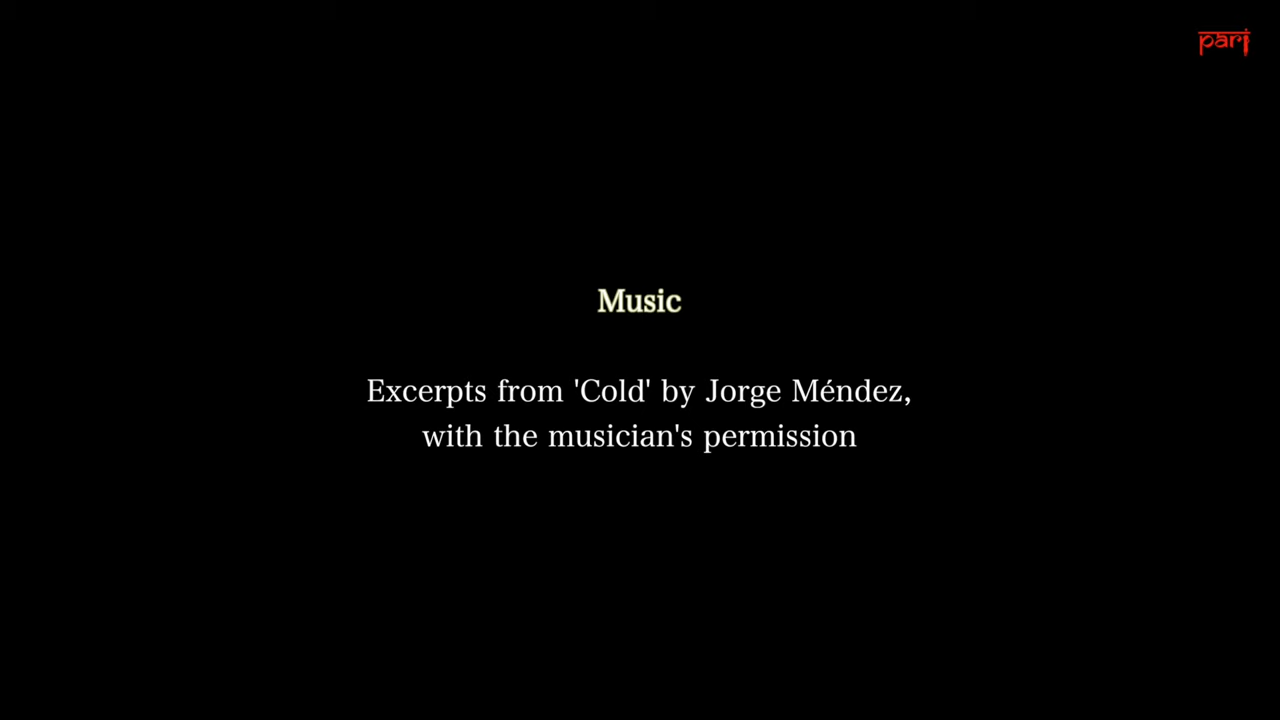 pari
Music
Excerpts from 'Cold' by Jorge Méndez,
with the musician's permission